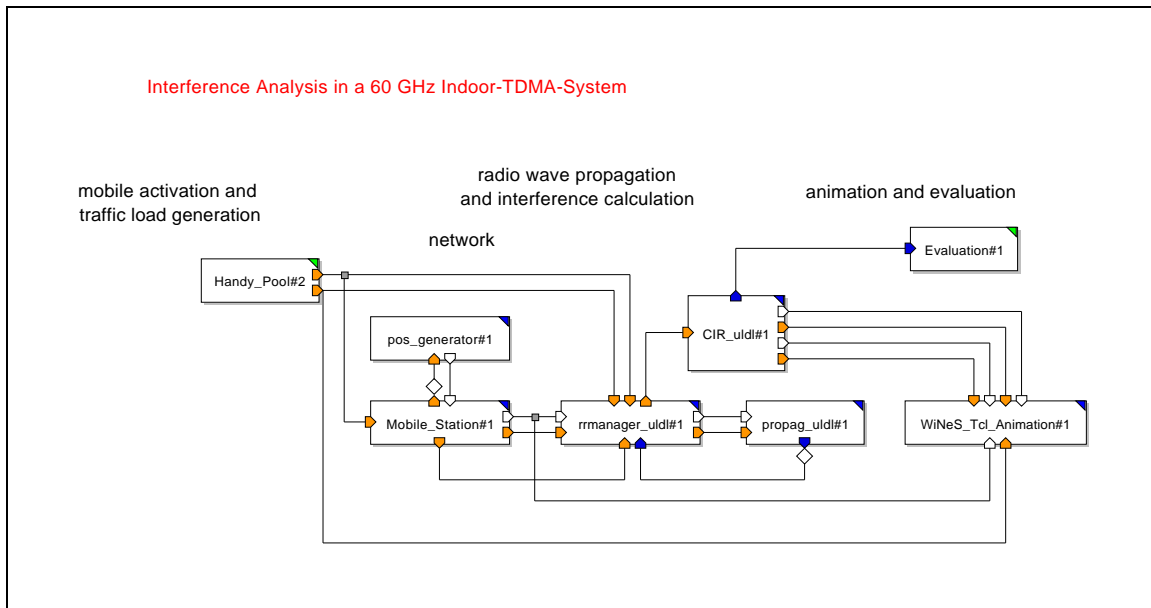 Interference Analysis in a 60 GHz Indoor-TDMA-System
mobile activation and
traffic load generation
radio wave propagation
and interference calculation
animation and evaluation
network
Handy_Pool#2
Evaluation#1
pos_generator#1
CIR_uldl#1
Mobile_Station#1
rrmanager_uldl#1
propag_uldl#1
WiNeS_Tcl_Animation#1